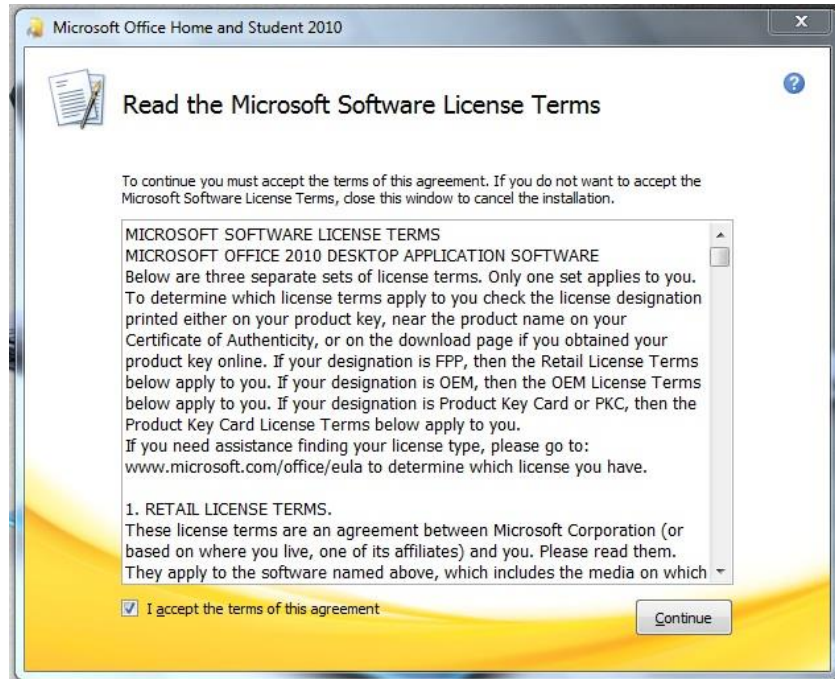 Microsoft Office Home and Student 2010
Read the Microsoft Software License Terms
To continue you must accept the terms of this agreement. If you do not want to accept the
Microsoft Software License Terms, close this window to cancel the installation.
MICROSOFT SOFTWARE LICENSE TERMS
MICROSOFT OFFICE 2010 DESKTOP APPLICATION SOFTWARE
Below are three separate sets of license terms. Only one set applies to you.
To determine which license terms apply to you check the license designation
printed either on your product key, near the product name on your
Certificate of Authenticity, or on the download page if you obtained your
product key online. If your designation is FPP, then the Retail License Terms
below apply to you. If your designation is OEM, then the OEM License Terms
below apply to you. If your designation is Product Key Card or PKC, then the
Product Key Card License Terms below apply to you.
If you need assistance finding your license type, please go to:
www.microsoft.com/office/eula to determine which license you have.
1. RETAIL LICENSE TERMS.
These license terms are an agreement between Microsoft Corporation (or
based on where you live, one of its affiliates) and you. Please read them.
They apply to the software named above, which includes the media on which
I accept the terms of this agreement
Continue